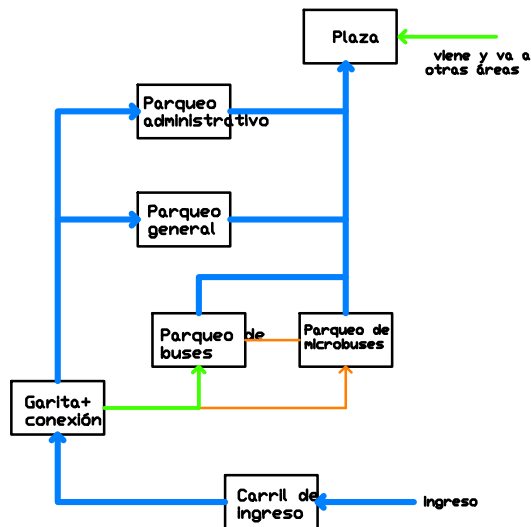 Plaza
viene y va a
otras áreas
Parqueo
administrativo
Parqueo
general
Parqueo de
buses
Parqueo de
microbuses
Garita+
conexión
Carril de
ingreso
Ingreso